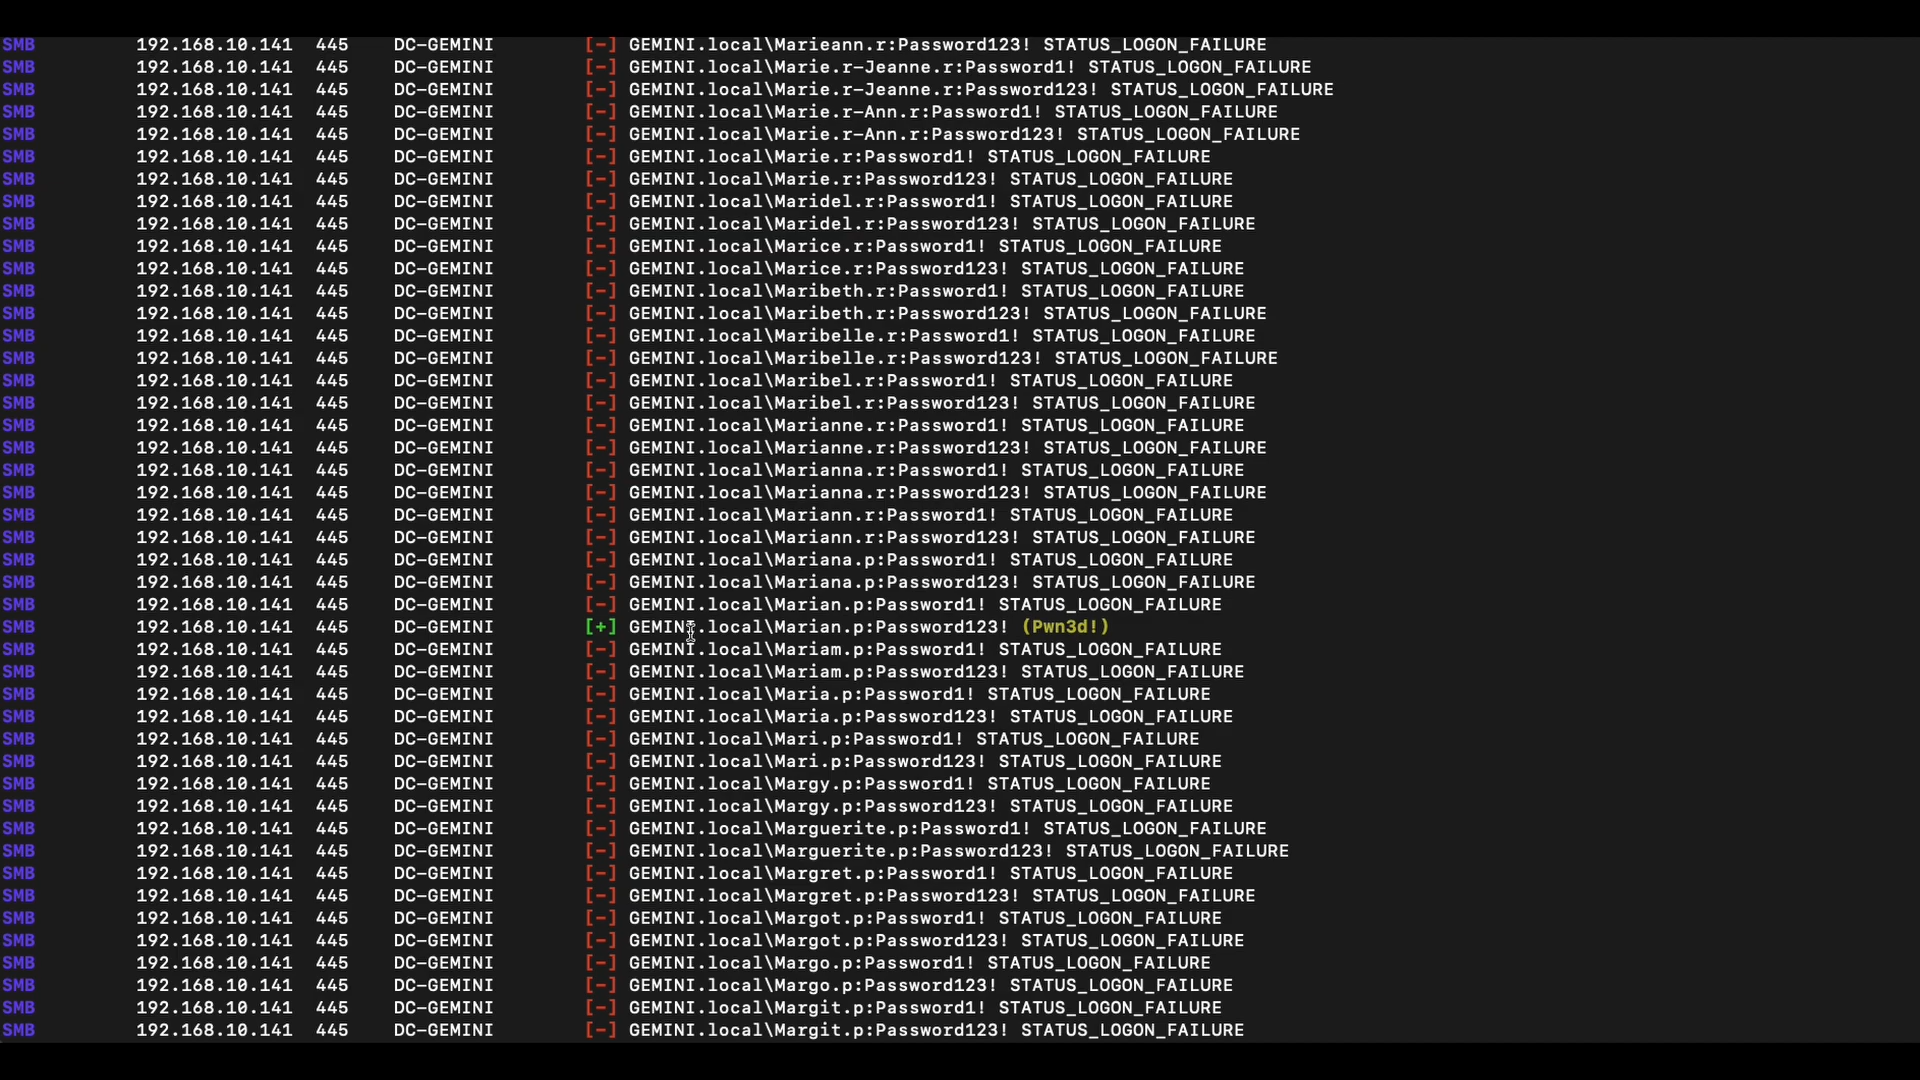 SMB 192.168.10.141 445 DC-GEMINI [-] GEMINI.local\Marieann.r:Password123! STATUS_LOGON_FAILURE
SMB 192.168.10.141 445 DC-GEMINI [-] GEMINI.local\Marie.r-Jeanne.r:Password1! STATUS_LOGON_FAILURE
SMB 192.168.10.141 445 DC-GEMINI [-] GEMINI.local\Marie.r-Jeanne.r:Password123! STATUS_LOGON_FAILURE
SMB 192.168.10.141 445 DC-GEMINI [-] GEMINI.local\Marie.r-Ann.r:Password1! STATUS_LOGON_FAILURE
SMB 192.168.10.141 445 DC-GEMINI [-] GEMINI.local\Marie.r-Ann.r:Password123! STATUS_LOGON_FAILURE
SMB 192.168.10.141 445 DC-GEMINI [-] GEMINI.local\Marie.r:Password1! STATUS_LOGON_FAILURE
SMB 192.168.10.141 445 DC-GEMINI [-] GEMINI.local\Marie.r:Password123! STATUS_LOGON_FAILURE
SMB 192.168.10.141 445 DC-GEMINI [-] GEMINI.local\Maridel.r:Password1! STATUS_LOGON_FAILURE
SMB 192.168.10.141 445 DC-GEMINI [-] GEMINI.local\Maridel.r:Password123! STATUS_LOGON_FAILURE
SMB 192.168.10.141 445 DC-GEMINI [-] GEMINI.local\Marice.r:Password1! STATUS_LOGON_FAILURE
SMB 192.168.10.141 445 DC-GEMINI [-] GEMINI.local\Marice.r:Password123! STATUS_LOGON_FAILURE
SMB 192.168.10.141 445 DC-GEMINI [-] GEMINI.local\Maribeth.r:Password1! STATUS_LOGON_FAILURE
SMB 192.168.10.141 445 DC-GEMINI [-] GEMINI.local\Maribeth.r:Password123! STATUS_LOGON_FAILURE
SMB 192.168.10.141 445 DC-GEMINI [-] GEMINI.local\Maribelle.r:Password1! STATUS_LOGON_FAILURE
SMB 192.168.10.141 445 DC-GEMINI [-] GEMINI.local\Maribelle.r:Password123! STATUS_LOGON_FAILURE
SMB 192.168.10.141 445 DC-GEMINI [-] GEMINI.local\Maribel.r:Password1! STATUS_LOGON_FAILURE
SMB 192.168.10.141 445 DC-GEMINI [-] GEMINI.local\Maribel.r:Password123! STATUS_LOGON_FAILURE
SMB 192.168.10.141 445 DC-GEMINI [-] GEMINI.local\Marianne.r:Password1! STATUS_LOGON_FAILURE
SMB 192.168.10.141 445 DC-GEMINI [-] GEMINI.local\Marianne.r:Password123! STATUS_LOGON_FAILURE
SMB 192.168.10.141 445 DC-GEMINI [-] GEMINI.local\Marianna.r:Password1! STATUS_LOGON_FAILURE
SMB 192.168.10.141 445 DC-GEMINI [-] GEMINI.local\Marianna.r:Password123! STATUS_LOGON_FAILURE
SMB 192.168.10.141 445 DC-GEMINI [-] GEMINI.local\Mariann.r:Password1! STATUS_LOGON_FAILURE
SMB 192.168.10.141 445 DC-GEMINI [-] GEMINI.local\Mariann.r:Password123! STATUS_LOGON_FAILURE
SMB 192.168.10.141 445 DC-GEMINI [-] GEMINI.local\Mariana.p:Password1! STATUS_LOGON_FAILURE
SMB 192.168.10.141 445 DC-GEMINI [-] GEMINI.local\Mariana.p:Password123! STATUS_LOGON_FAILURE
SMB 192.168.10.141 445 DC-GEMINI [-] GEMINI.local\Marian.p:Password1! STATUS_LOGON_FAILURE
SMB 192.168.10.141 445 DC-GEMINI [+] GEMINI.local\Marian.p:Password123! (Pwn3d!)
SMB 192.168.10.141 445 DC-GEMINI [-] GEMINI.local\Mariam.p:Password1! STATUS_LOGON_FAILURE
SMB 192.168.10.141 445 DC-GEMINI [-] GEMINI.local\Mariam.p:Password123! STATUS_LOGON_FAILURE
SMB 192.168.10.141 445 DC-GEMINI [-] GEMINI.local\Maria.p:Password1! STATUS_LOGON_FAILURE
SMB 192.168.10.141 445 DC-GEMINI [-] GEMINI.local\Maria.p:Password123! STATUS_LOGON_FAILURE
SMB 192.168.10.141 445 DC-GEMINI [-] GEMINI.local\Mari.p:Password1! STATUS_LOGON_FAILURE
SMB 192.168.10.141 445 DC-GEMINI [-] GEMINI.local\Mari.p:Password123! STATUS_LOGON_FAILURE
SMB 192.168.10.141 445 DC-GEMINI [-] GEMINI.local\Margy.p:Password1! STATUS_LOGON_FAILURE
SMB 192.168.10.141 445 DC-GEMINI [-] GEMINI.local\Margy.p:Password123! STATUS_LOGON_FAILURE
SMB 192.168.10.141 445 DC-GEMINI [-] GEMINI.local\Marguerite.p:Password1! STATUS_LOGON_FAILURE
SMB 192.168.10.141 445 DC-GEMINI [-] GEMINI.local\Marguerite.p:Password123! STATUS_LOGON_FAILURE
SMB 192.168.10.141 445 DC-GEMINI [-] GEMINI.local\Margret.p:Password1! STATUS_LOGON_FAILURE
SMB 192.168.10.141 445 DC-GEMINI [-] GEMINI.local\Margret.p:Password123! STATUS_LOGON_FAILURE
SMB 192.168.10.141 445 DC-GEMINI [-] GEMINI.local\Margot.p:Password1! STATUS_LOGON_FAILURE
SMB 192.168.10.141 445 DC-GEMINI [-] GEMINI.local\Margot.p:Password123! STATUS_LOGON_FAILURE
SMB 192.168.10.141 445 DC-GEMINI [-] GEMINI.local\Margo.p:Password1! STATUS_LOGON_FAILURE
SMB 192.168.10.141 445 DC-GEMINI [-] GEMINI.local\Margo.p:Password123! STATUS_LOGON_FAILURE
SMB 192.168.10.141 445 DC-GEMINI [-] GEMINI.local\Margit.p:Password1! STATUS_LOGON_FAILURE
SMB 192.168.10.141 445 DC-GEMINI [-] GEMINI.local\Margit.p:Password123! STATUS_LOGON_FAILURE